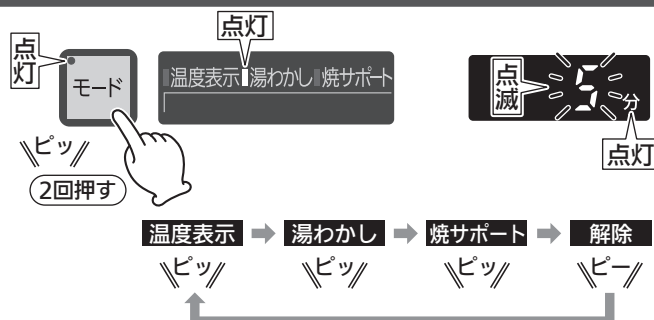 点灯
点灯
モード
温度表示 湯わかし 焼サポート
点滅
5分
点灯
ピッ
2回押す
温度表示 湯わかし 焼サポート 解除
ピッ ピッ ピッ ピー